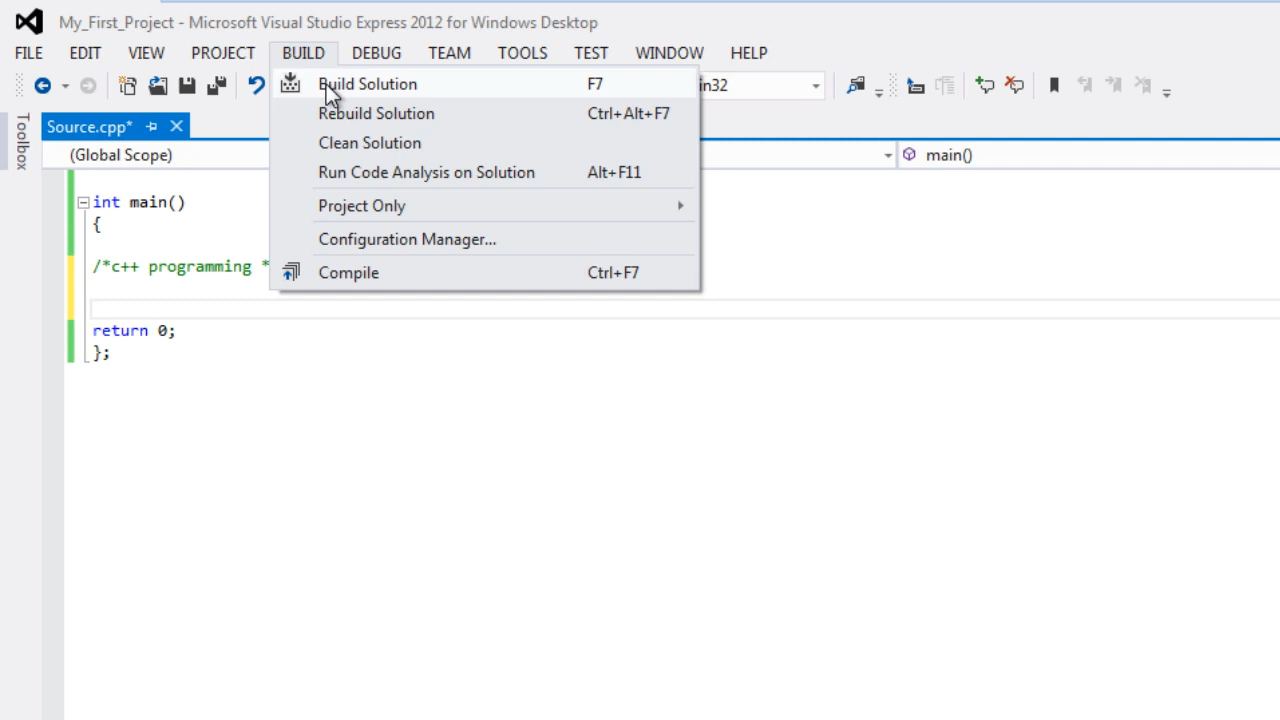 My_First_Project - Microsoft Visual Studio Express 2012 for Windows Desktop
FILE EDIT VIEW PROJECT BUILD DEBUG TEAM TOOLS TEST WINDOW HELP
Build Solution F7
in32
Rebuild Solution Ctrl+Alt+F7
Source.cpp*
Toolbox
Clean Solution
(Global Scope)
main()
Run Code Analysis on Solution Alt+F11
Project Only
Configuration Manager...
Compile Ctrl+F7
int main()
{
/*c++ programming *
return 0;
};